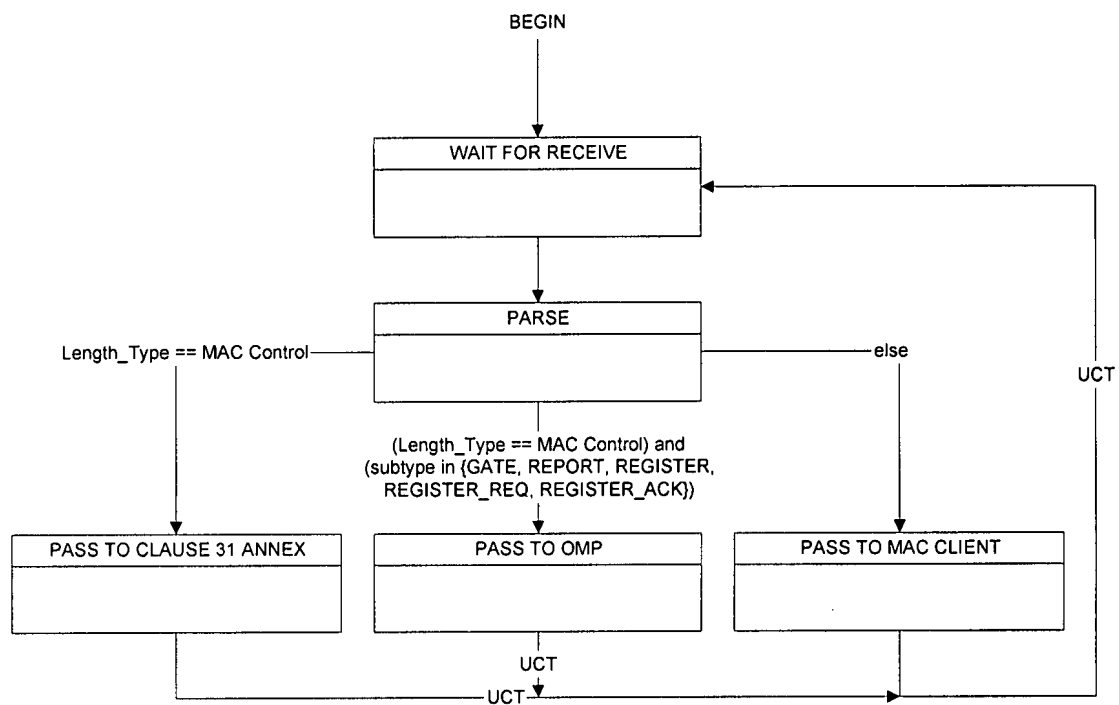 BEGIN
WAIT FOR RECEIVE
PARSE
Length_Type == MAC Control
else
UCT
(Length_Type == MAC Control) and
(subtype in {GATE, REPORT, REGISTER,
REGISTER_REQ, REGISTER_ACK})
PASS TO CLAUSE 31 ANNEX
PASS TO OMP
PASS TO MAC CLIENT
UCT
UCT